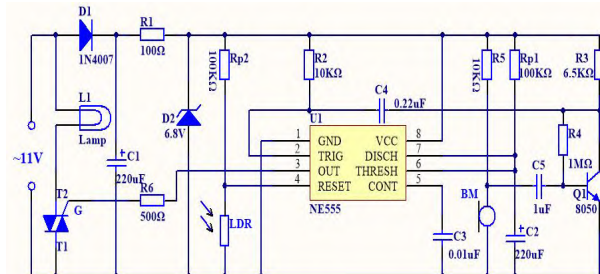 D1
1N4007
R1
100Ω
Rp2
100KΩ
R2
10KΩ
R5
10KΩ
Rp1
100KΩ
R3
6.5KΩ
C4
0.22uF
L1
Lamp
D2
6.8V
U1
1 GND VCC 8
2 TRIG DISCH 7
3 OUT THRESH 6
4 RESET CONT 5
NE555
R4
1MΩ
~11V
C1
220uF
T2
G
T1
R6
500Ω
LDR
C3
0.01uF
BM
C5
1uF
Q1
8050
C2
220uF
+
+